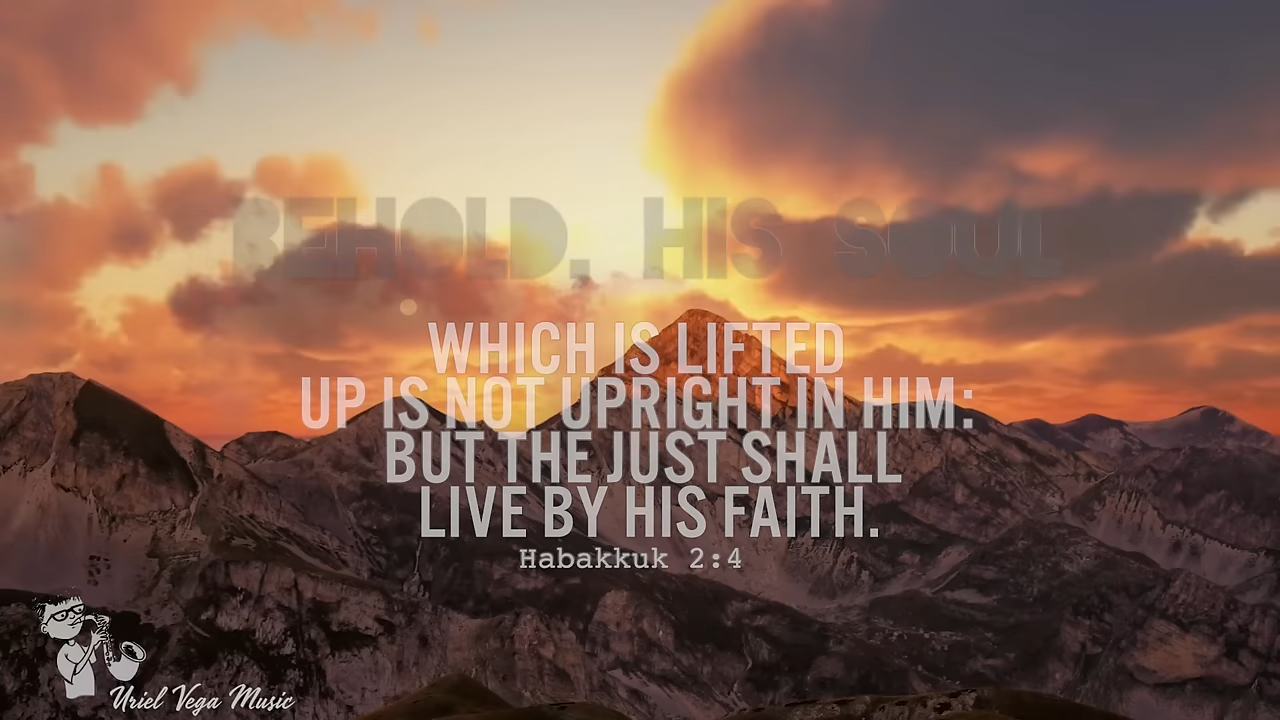 BEHOLD, HIS SOUL
WHICH IS LIFTED
UP IS NOT UPRIGHT IN HIM:
BUT THE JUST SHALL
LIVE BY HIS FAITH.
Habakkuk 2:4
Uriel Vega Music